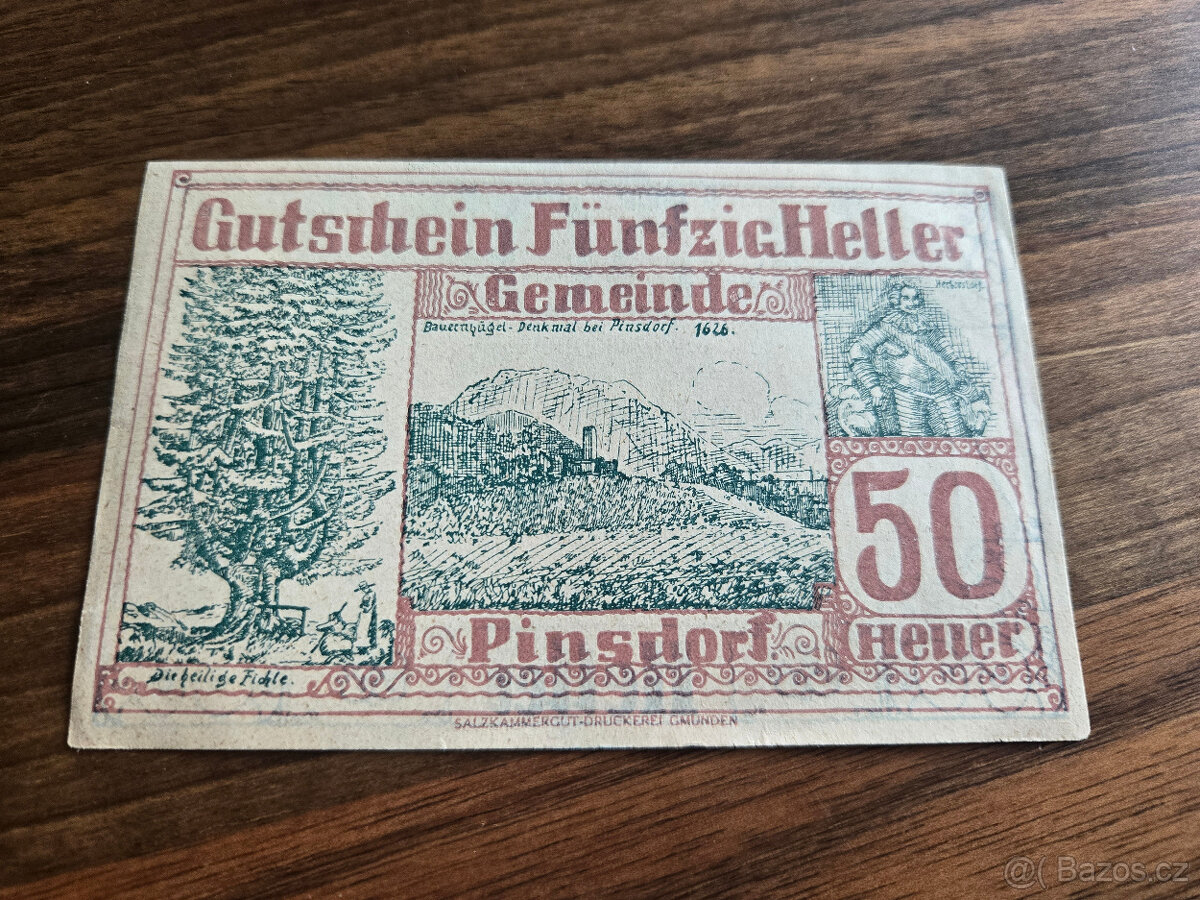 Gutschein Fünfzig Heller
Gemeinde
Bauernhügel-Denkmal bei Pinsdorf. 1626.
Herberstorf.
50
Heller
Pinsdorf.
Die heilige Fichte.
SALZKAMMERGUT-DRUCKEREI GMUNDEN
@( Bazos.cz